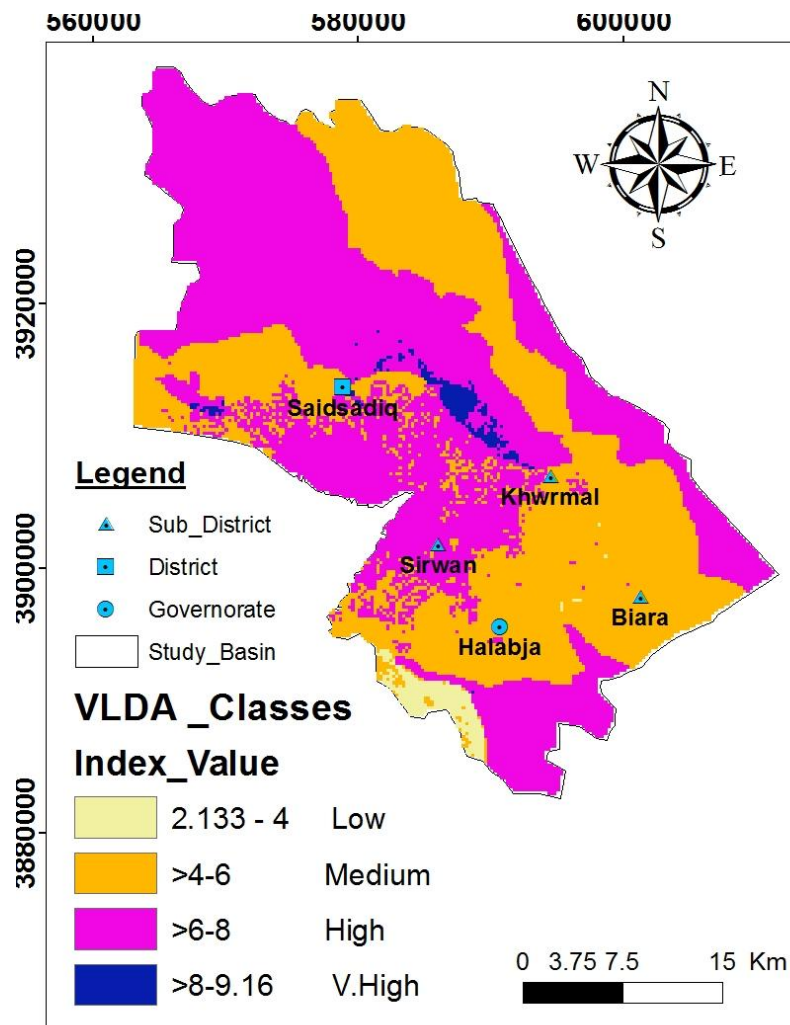 560000 580000 600000
N
W E
S
3920000
Saidsadiq
Legend
Khwrmal
Sub_District
District
3900000
Sirwan
Governorate
Biara
Halabja
Study_Basin
VLDA _Classes
Index_Value
2.133 - 4 Low
3880000
>4-6 Medium
>6-8 High
0 3.75 7.5 15 Km
>8-9.16 V.High